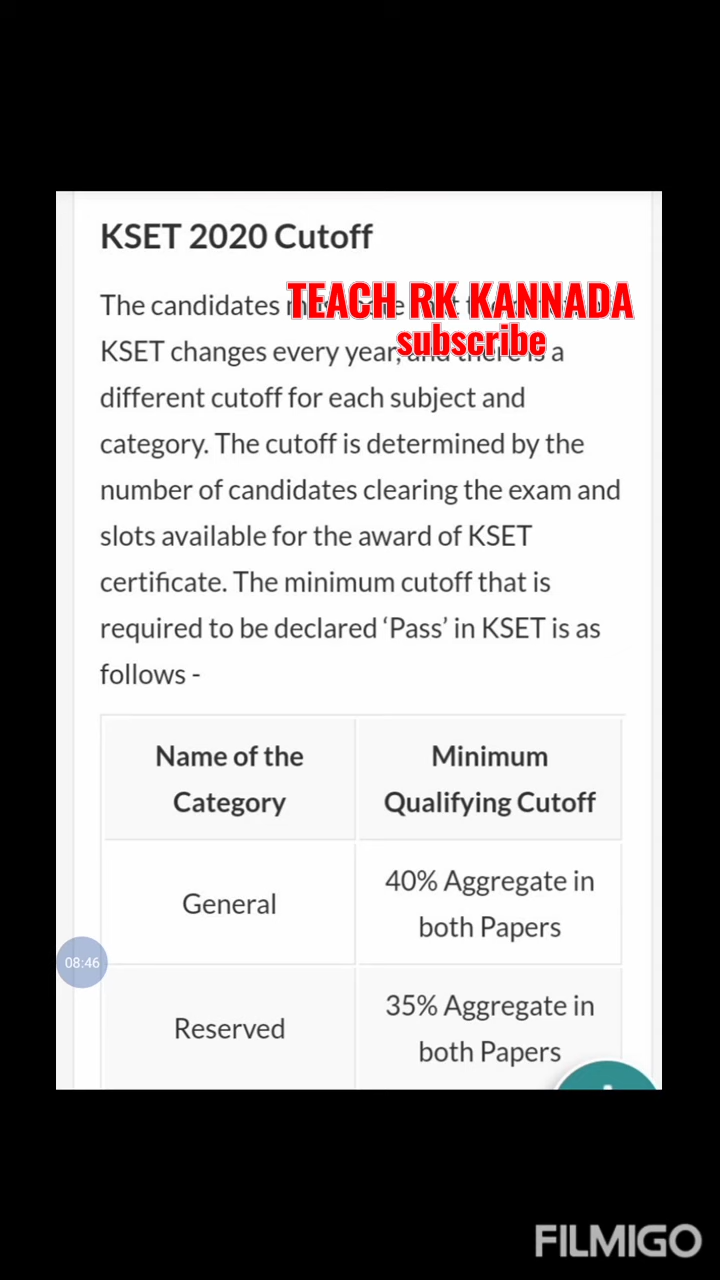 KSET 2020 Cutoff
The candidates
TEACH RK KANNADA
subscribe
KSET changes every year, and there is a
different cutoff for each subject and
category. The cutoff is determined by the
number of candidates clearing the exam and
slots available for the award of KSET
certificate. The minimum cutoff that is
required to be declared ‘Pass’ in KSET is as
follows -
Name of the
Category
Minimum
Qualifying Cutoff
General
40% Aggregate in
both Papers
08:46
Reserved
35% Aggregate in
both Papers
FILMIGO